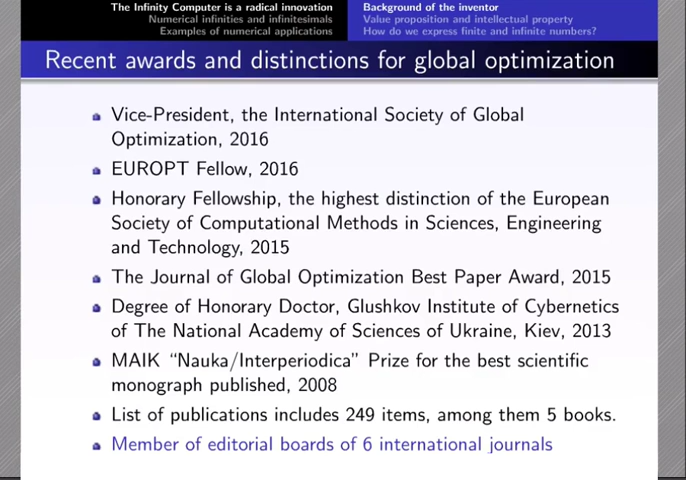 The Infinity Computer is a radical innovation
Numerical infinities and infinitesimals
Examples of numerical applications
Background of the inventor
Value proposition and intellectual property
How do we express finite and infinite numbers?
Recent awards and distinctions for global optimization
Vice-President, the International Society of Global
Optimization, 2016
EUROPT Fellow, 2016
Honorary Fellowship, the highest distinction of the European
Society of Computational Methods in Sciences, Engineering
and Technology, 2015
The Journal of Global Optimization Best Paper Award, 2015
Degree of Honorary Doctor, Glushkov Institute of Cybernetics
of The National Academy of Sciences of Ukraine, Kiev, 2013
MAIK “Nauka/Interperiodica” Prize for the best scientific
monograph published, 2008
List of publications includes 249 items, among them 5 books.
Member of editorial boards of 6 international journals